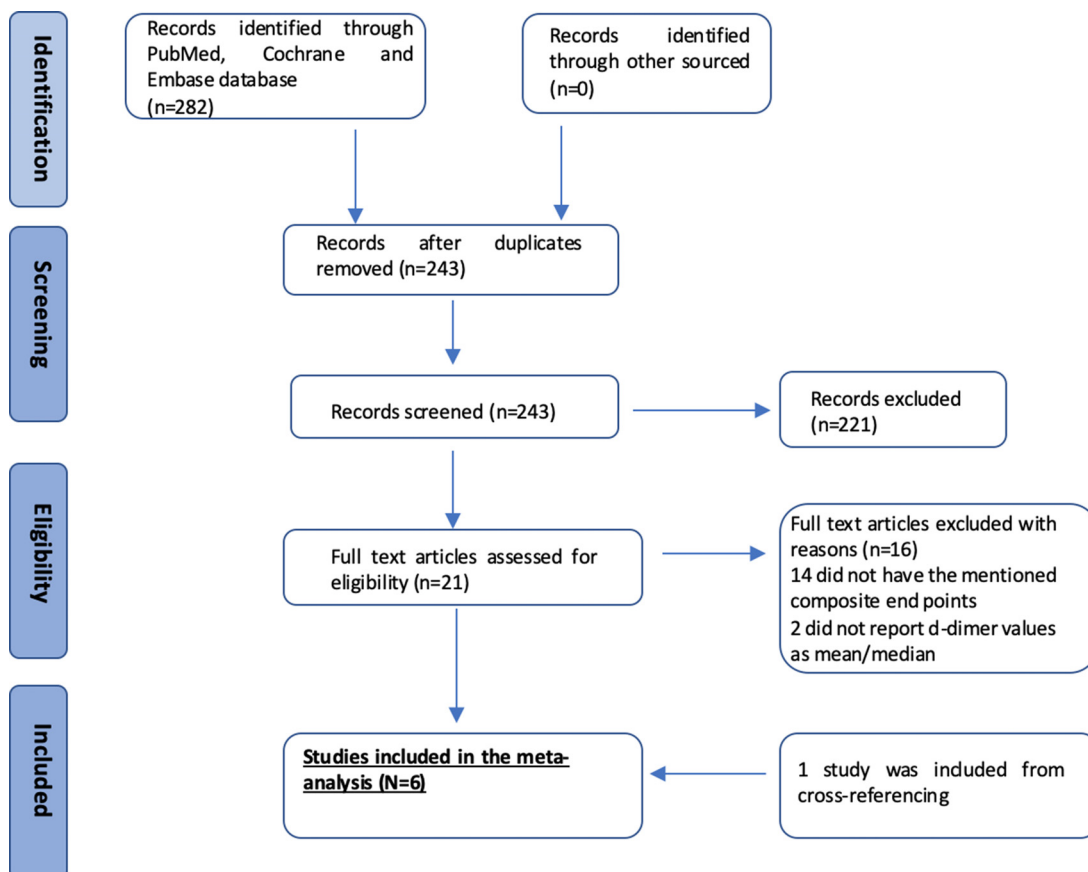 Identification
Records identified through
PubMed, Cochrane and
Embase database
(n=282)
Records identified
through other sourced
(n=0)
Screening
Records after duplicates
removed (n=243)
Records screened (n=243)
Records excluded
(n=221)
Eligibility
Full text articles assessed for
eligibility (n=21)
Full text articles excluded with
reasons (n=16)
14 did not have the mentioned
composite end points
2 did not report d-dimer values
as mean/median
Included
Studies included in the meta-
analysis (N=6)
1 study was included from
cross-referencing